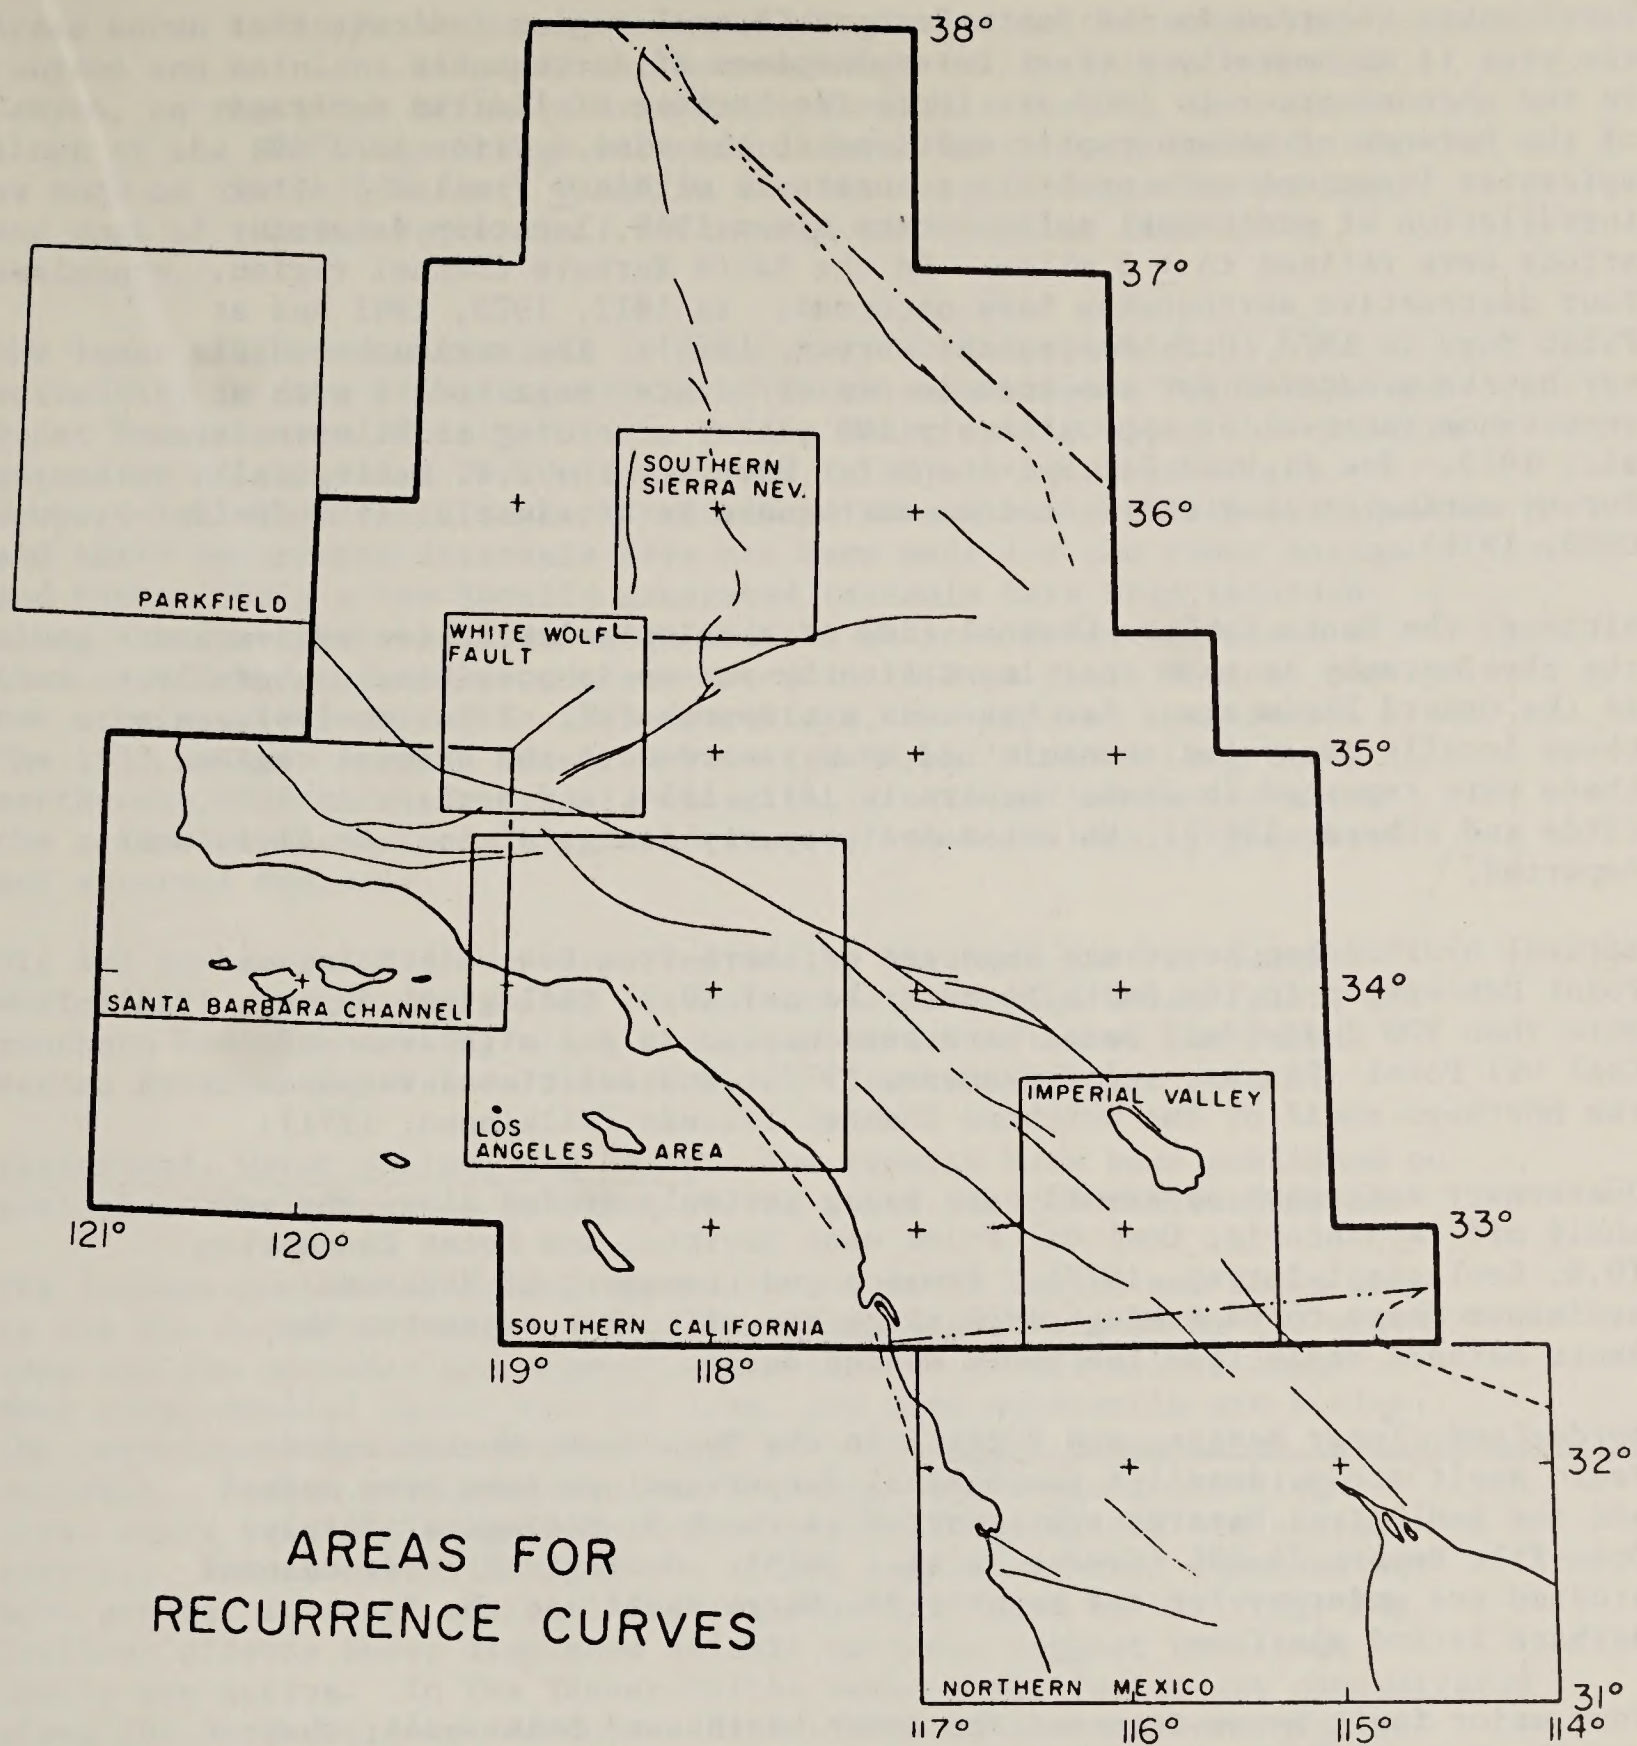 38°
37°
SOUTHERN
SIERRA NEV.
36°
PARKFIELD
WHITE WOLF
FAULT
35°
34°
SANTA BARBARA CHANNEL
IMPERIAL VALLEY
LOS
ANGELES AREA
121°
120°
33°
SOUTHERN CALIFORNIA
119°
118°
32°
AREAS FOR
RECURRENCE CURVES
NORTHERN MEXICO
31°
117°
116°
115°
114°